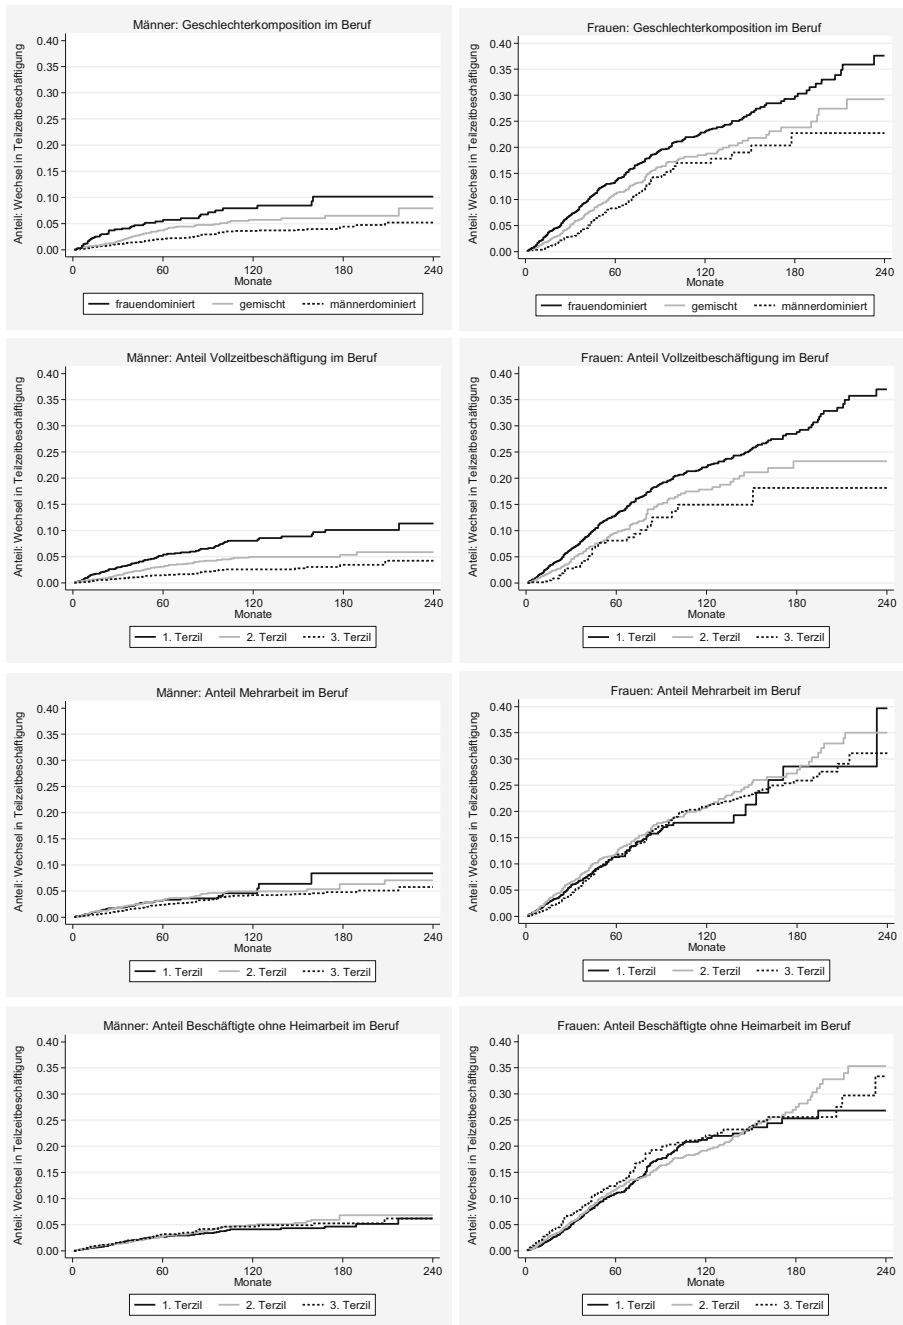 Männer: Geschlechterkomposition im Beruf
Anteil: Wechsel in Teilzeitbeschäftigung
0.40
0.35
0.30
0.25
0.20
0.15
0.10
0.05
0.00
0 60 120 180 240
Monate
frauendominiert gemischt männerdominiert
Frauen: Geschlechterkomposition im Beruf
Anteil: Wechsel in Teilzeitbeschäftigung
0.40
0.35
0.30
0.25
0.20
0.15
0.10
0.05
0.00
0 60 120 180 240
Monate
frauendominiert gemischt männerdominiert
Männer: Anteil Vollzeitbeschäftigung im Beruf
Anteil: Wechsel in Teilzeitbeschäftigung
0.40
0.35
0.30
0.25
0.20
0.15
0.10
0.05
0.00
0 60 120 180 240
Monate
1. Terzil 2. Terzil 3. Terzil
Frauen: Anteil Vollzeitbeschäftigung im Beruf
Anteil: Wechsel in Teilzeitbeschäftigung
0.40
0.35
0.30
0.25
0.20
0.15
0.10
0.05
0.00
0 60 120 180 240
Monate
1. Terzil 2. Terzil 3. Terzil
Männer: Anteil Mehrarbeit im Beruf
Anteil: Wechsel in Teilzeitbeschäftigung
0.40
0.35
0.30
0.25
0.20
0.15
0.10
0.05
0.00
0 60 120 180 240
Monate
1. Terzil 2. Terzil 3. Terzil
Frauen: Anteil Mehrarbeit im Beruf
Anteil: Wechsel in Teilzeitbeschäftigung
0.40
0.35
0.30
0.25
0.20
0.15
0.10
0.05
0.00
0 60 120 180 240
Monate
1. Terzil 2. Terzil 3. Terzil
Männer: Anteil Beschäftigte ohne Heimarbeit im Beruf
Anteil: Wechsel in Teilzeitbeschäftigung
0.40
0.35
0.30
0.25
0.20
0.15
0.10
0.05
0.00
0 60 120 180 240
Monate
1. Terzil 2. Terzil 3. Terzil
Frauen: Anteil Beschäftigte ohne Heimarbeit im Beruf
Anteil: Wechsel in Teilzeitbeschäftigung
0.40
0.35
0.30
0.25
0.20
0.15
0.10
0.05
0.00
0 60 120 180 240
Monate
1. Terzil 2. Terzil 3. Terzil